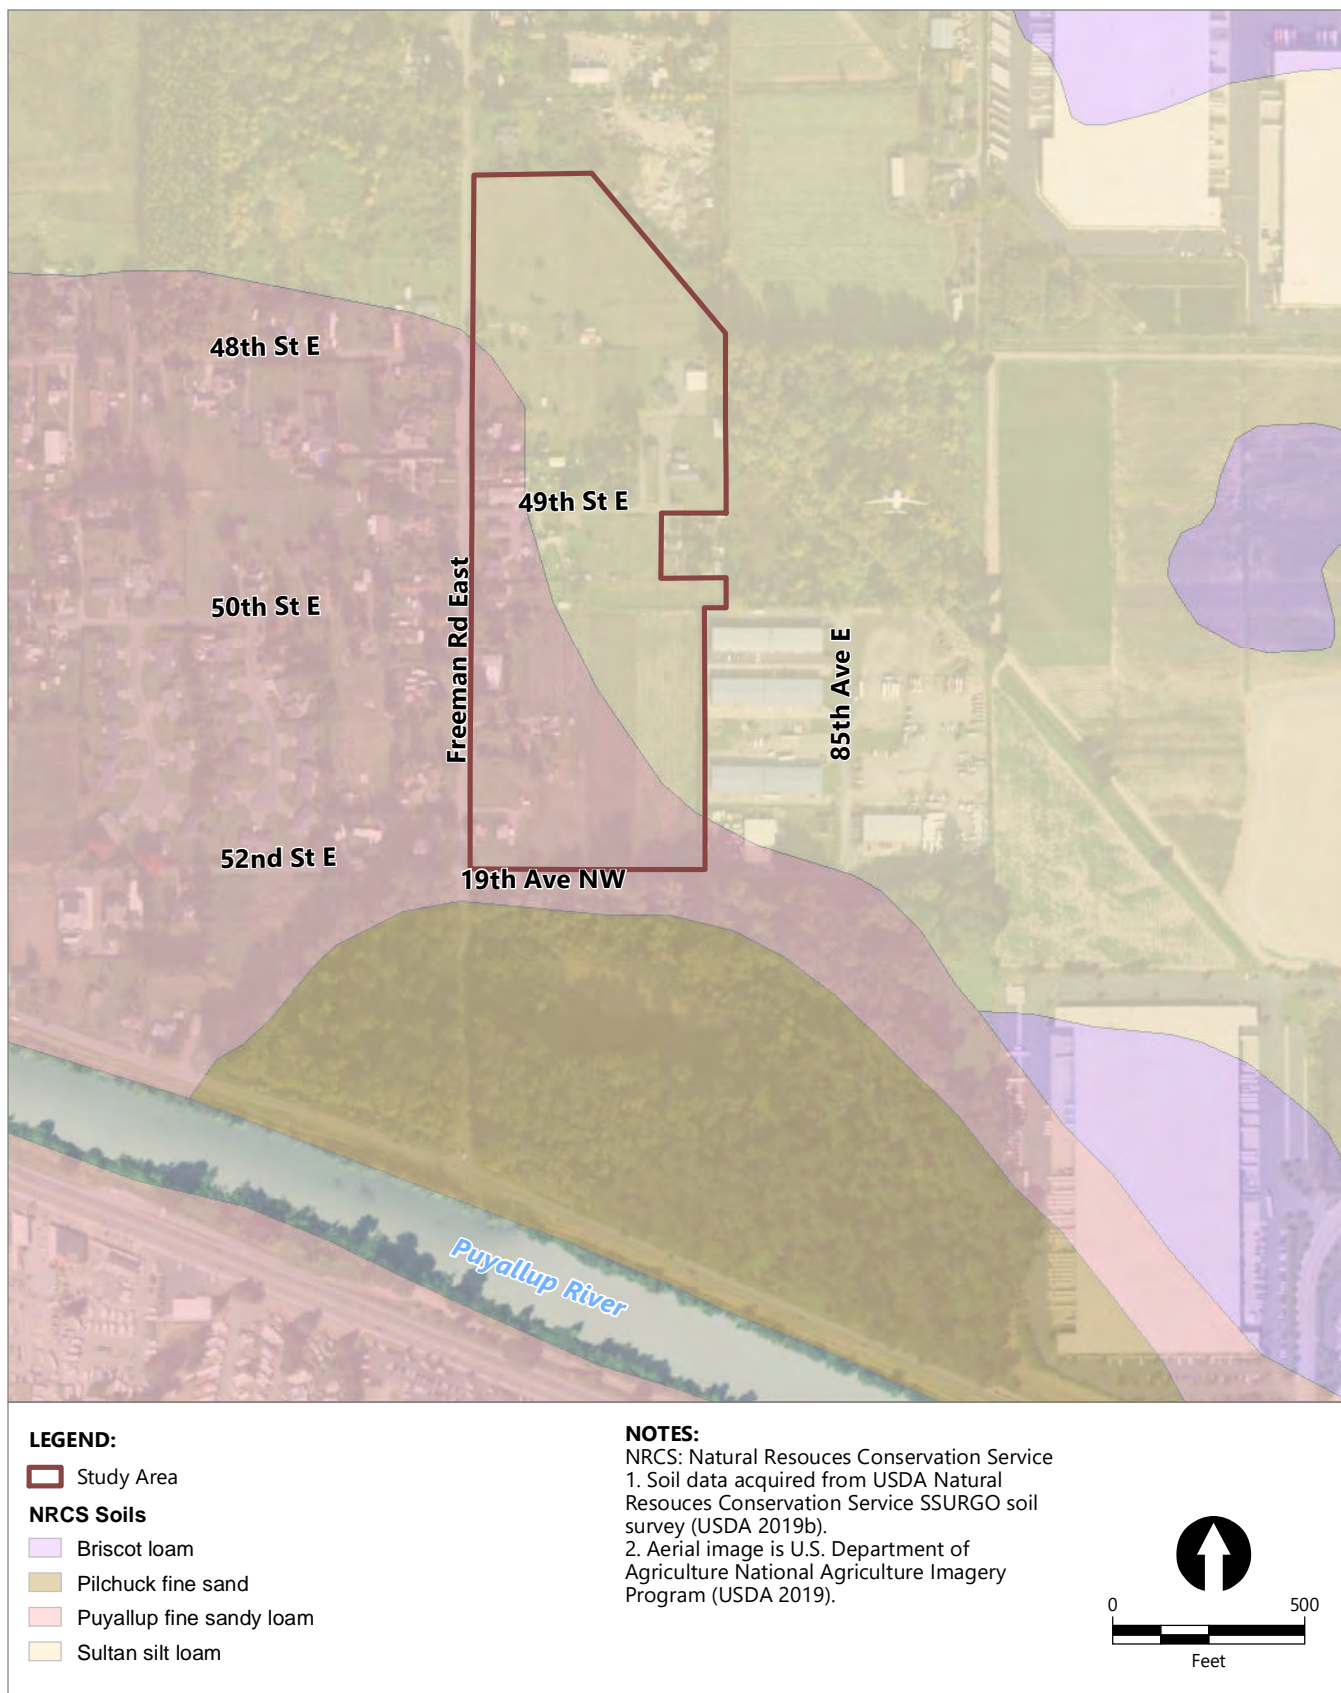 48th St E
49th St E
50th St E
Freeman Rd East
85th Ave E
52nd St E
19th Ave NW
Puyallup River
LEGEND:
Study Area
NRCS Soils
Briscot loam
Pilchuck fine sand
Puyallup fine sandy loam
Sultan silt loam
NOTES:
NRCS: Natural Resouces Conservation Service
1. Soil data acquired from USDA Natural
Resouces Conservation Service SSURGO soil
survey (USDA 2019b).
2. Aerial image is U.S. Department of
Agriculture National Agriculture Imagery
Program (USDA 2019).
0 500
Feet